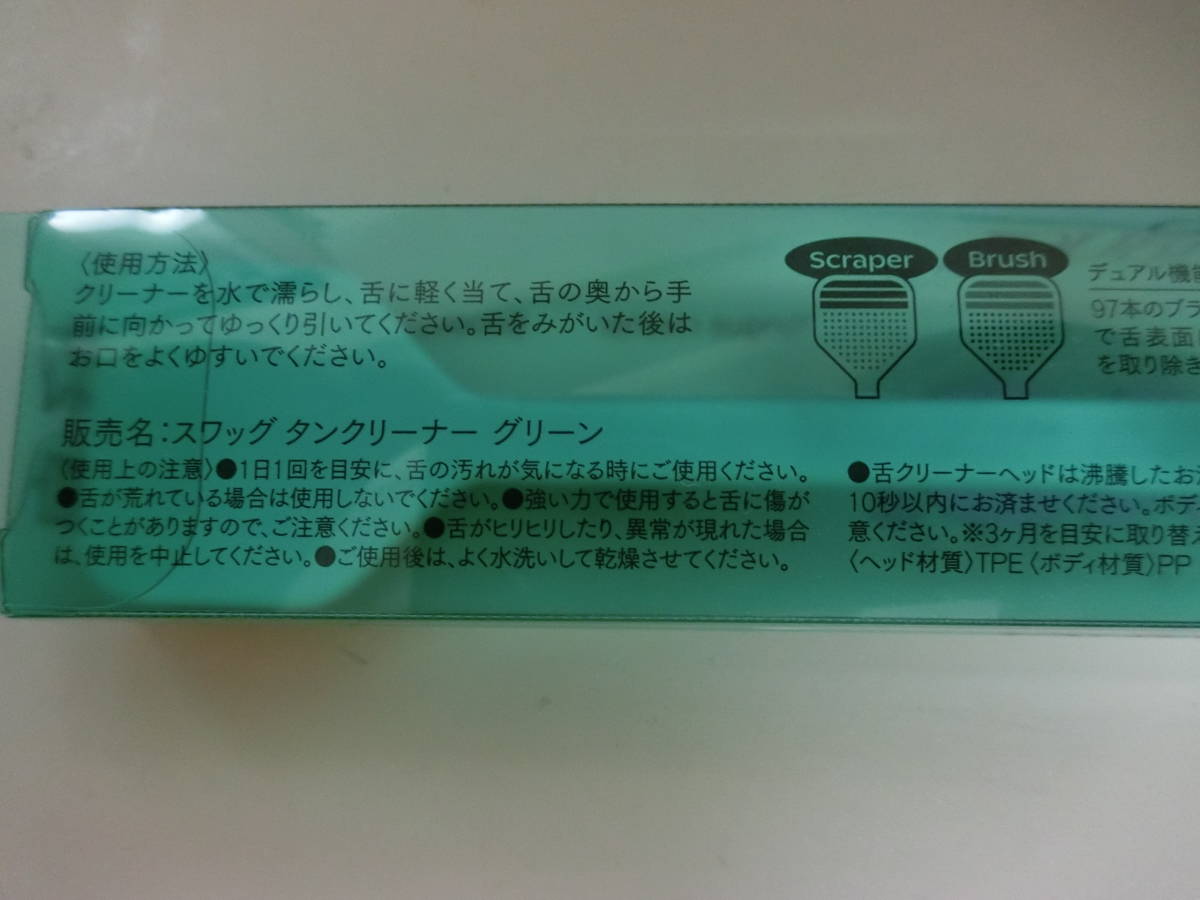 〈使用方法〉
クリーナーを水で濡らし、舌に軽く当て、舌の奥から手
前に向かってゆっくり引いてください。舌をみがいた後は
お口をよくゆすいでください。
Scraper
Brush
デュアル機能
97本のブラ
で舌表面
を取り除き
販売名:スワッグ タンクリーナー グリーン
〈使用上の注意〉●1日1回を目安に、舌の汚れが気になる時にご使用ください。
●舌が荒れている場合は使用しないでください。●強い力で使用すると舌に傷が
つくことがありますので、ご注意ください。●舌がヒリヒリしたり、異常が現れた場合
は、使用を中止してください。●ご使用後は、よく水洗いして乾燥させてください。
●舌クリーナーヘッドは沸騰したお
10秒以内にお済ませください。ボデ
意ください。※3ヶ月を目安に取り替え
〈ヘッド材質〉TPE〈ボディ材質〉PP